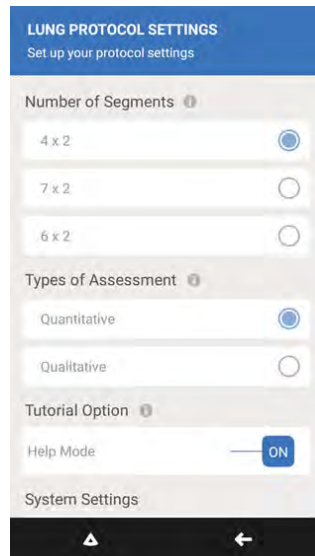 LUNG PROTOCOL SETTINGS
Set up your protocol settings
Number of Segments
4 x 2
7 x 2
6 x 2
Types of Assessment
Quantitative
Qualitative
Tutorial Option
Help Mode ON
System Settings